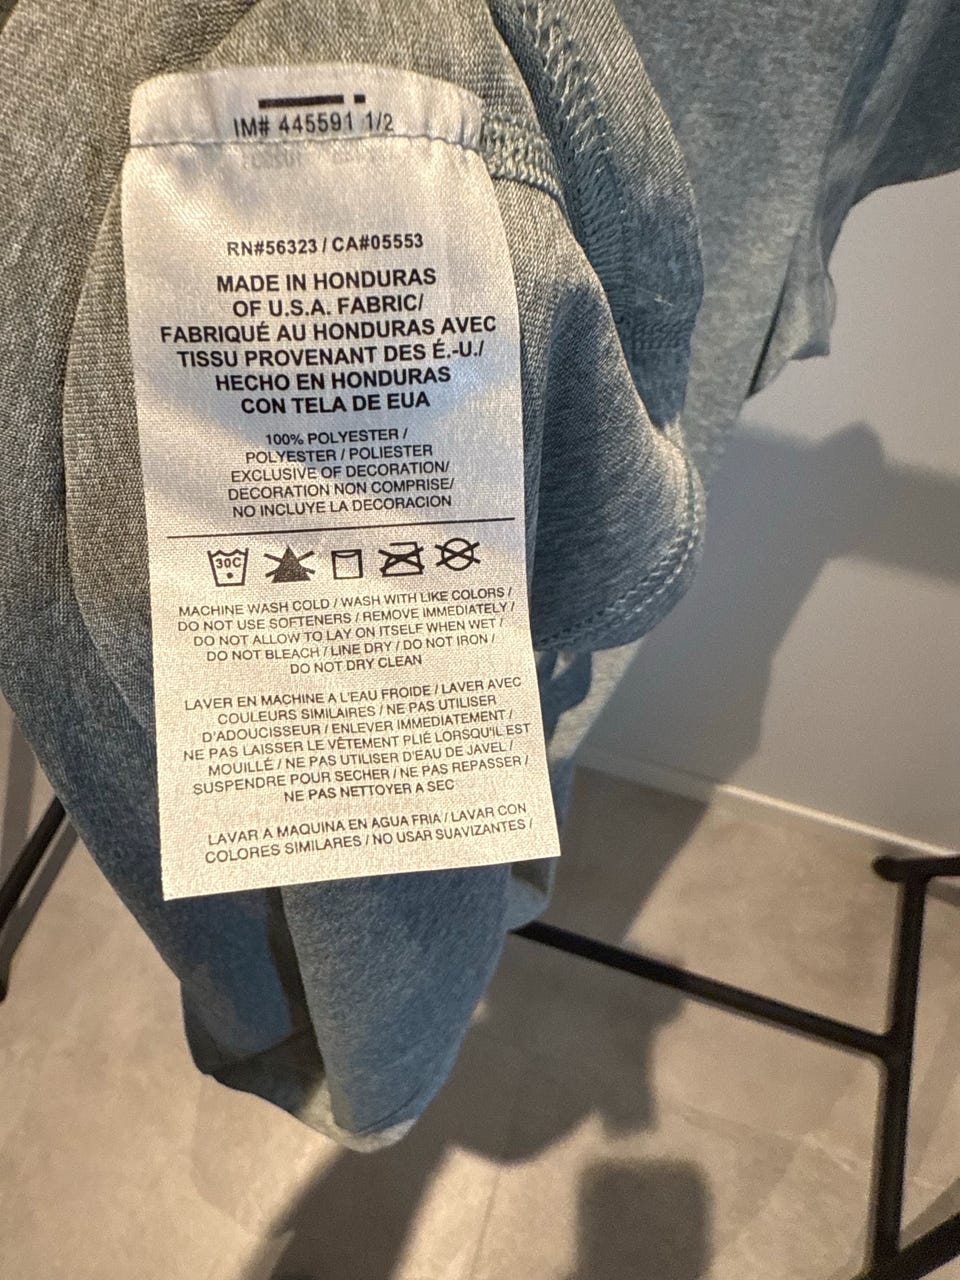 IM# 445591 1/2
RN#56323 / CA#05553
MADE IN HONDURAS
OF U.S.A. FABRIC/
FABRIQUÉ AU HONDURAS AVEC
TISSU PROVENANT DES É.-U./
HECHO EN HONDURAS
CON TELA DE EUA
100% POLYESTER /
POLYESTER / POLIESTER
EXCLUSIVE OF DECORATION/
DÉCORATION NON COMPRISE/
NO INCLUYE LA DECORACION
30C
MACHINE WASH COLD / WASH WITH LIKE COLORS /
DO NOT USE SOFTENERS / REMOVE IMMEDIATELY /
DO NOT ALLOW TO LAY ON ITSELF WHEN WET /
DO NOT BLEACH / LINE DRY / DO NOT IRON /
DO NOT DRY CLEAN
LAVER EN MACHINE A L'EAU FROIDE / LAVER AVEC
COULEURS SIMILAIRES / NE PAS UTILISER
D'ADOUCISSEUR / ENLEVER IMMEDIATEMENT /
NE PAS LAISSER LE VÊTEMENT PLIÉ LORSQU'IL EST
MOUILLÉ / NE PAS UTILISER D'EAU DE JAVEL /
SUSPENDRE POUR SECHER / NE PAS REPASSER /
NE PAS NETTOYER A SEC
LAVAR A MAQUINA EN AGUA FRIA / LAVAR CON
COLORES SIMILARES / NO USAR SUAVIZANTES /